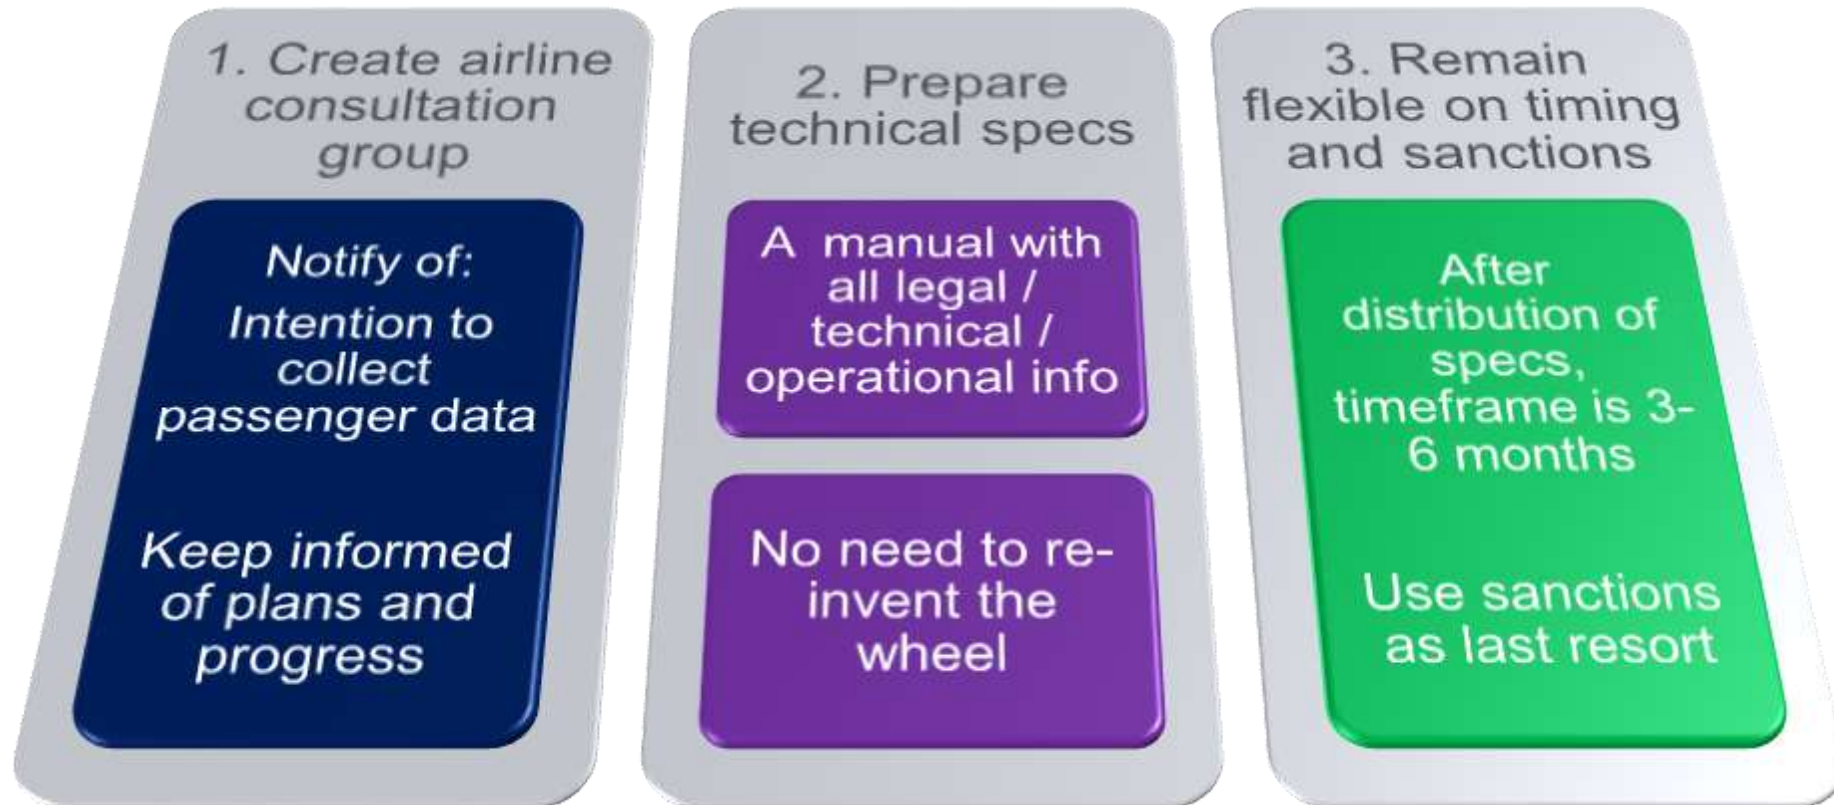 1. Create airline
consultation
group
Notify of:
Intention to
collect
passenger data
Keep informed
of plans and
progress
2. Prepare
technical specs
A manual with
all legal /
technical /
operational info
No need to re-
invent the
wheel
3. Remain
flexible on timing
and sanctions
After
distribution of
specs,
timeframe is 3-
6 months
Use sanctions
as last resort